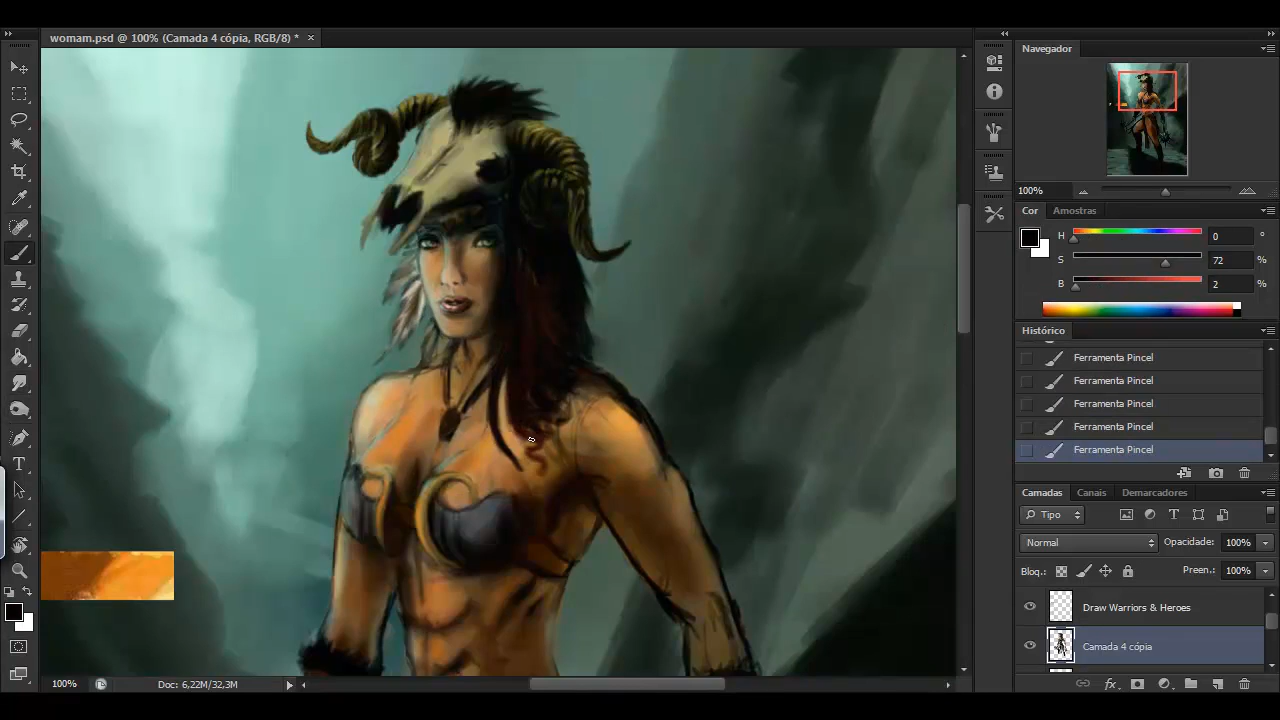 womam.psd @ 100% (Camada 4 cópia, RGB/8) *
Navegador
100%
Cor
Amostras
H
0
°
S
72
%
B
2
%
Histórico
Ferramenta Pincel
Ferramenta Pincel
Ferramenta Pincel
Ferramenta Pincel
Ferramenta Pincel
Camadas
Canais
Demarcadores
Tipo
Normal
Opacidade: 100%
Bloq.:
Preen.: 100%
Draw Warriors & Heroes
Camada 4 cópia
100%
Doc: 6,22M/32,3M